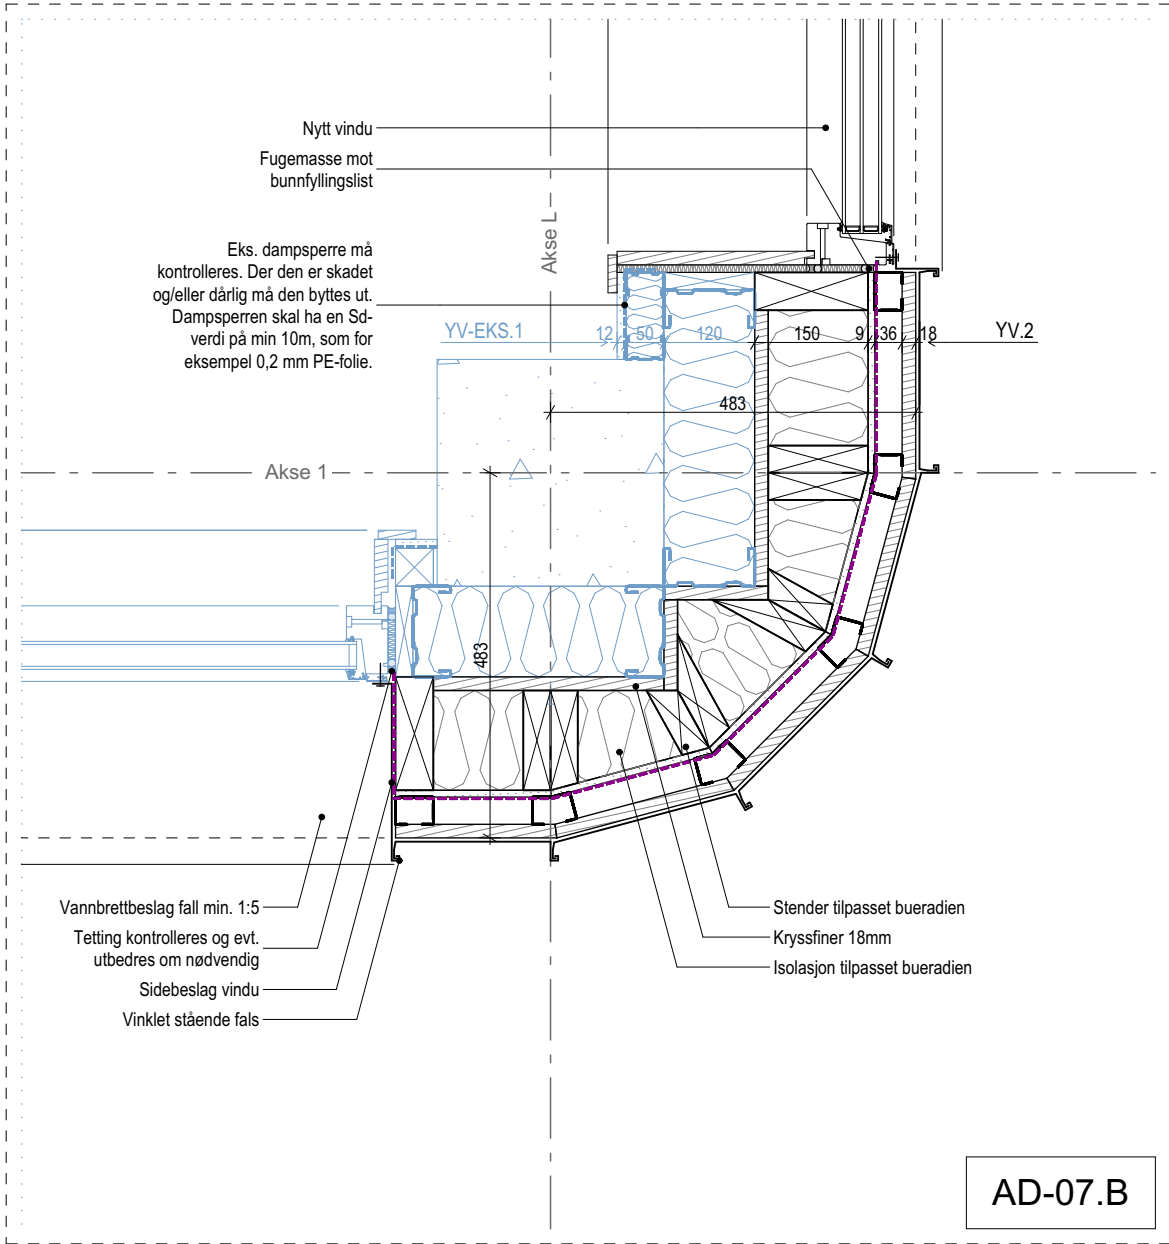 Nytt vindu
Fugemasse mot
bunnfyllingslist
Akse L
Eks. dampsperre må
kontrolleres. Der den er skadet
og/eller dårlig må den byttes ut.
Dampsperren skal ha en Sd-
verdi på min 10m, som for
eksempel 0,2 mm PE-folie.
YV-EKS.1
12
50
120
150
9
36
18
YV.2
483
Akse 1
483
Vannbrettbeslag fall min. 1:5
Tetting kontrolleres og evt.
utbedres om nødvendig
Sidebeslag vindu
Vinklet stående fals
Stender tilpasset bueradien
Kryssfiner 18mm
Isolasjon tilpasset bueradien
AD-07.B